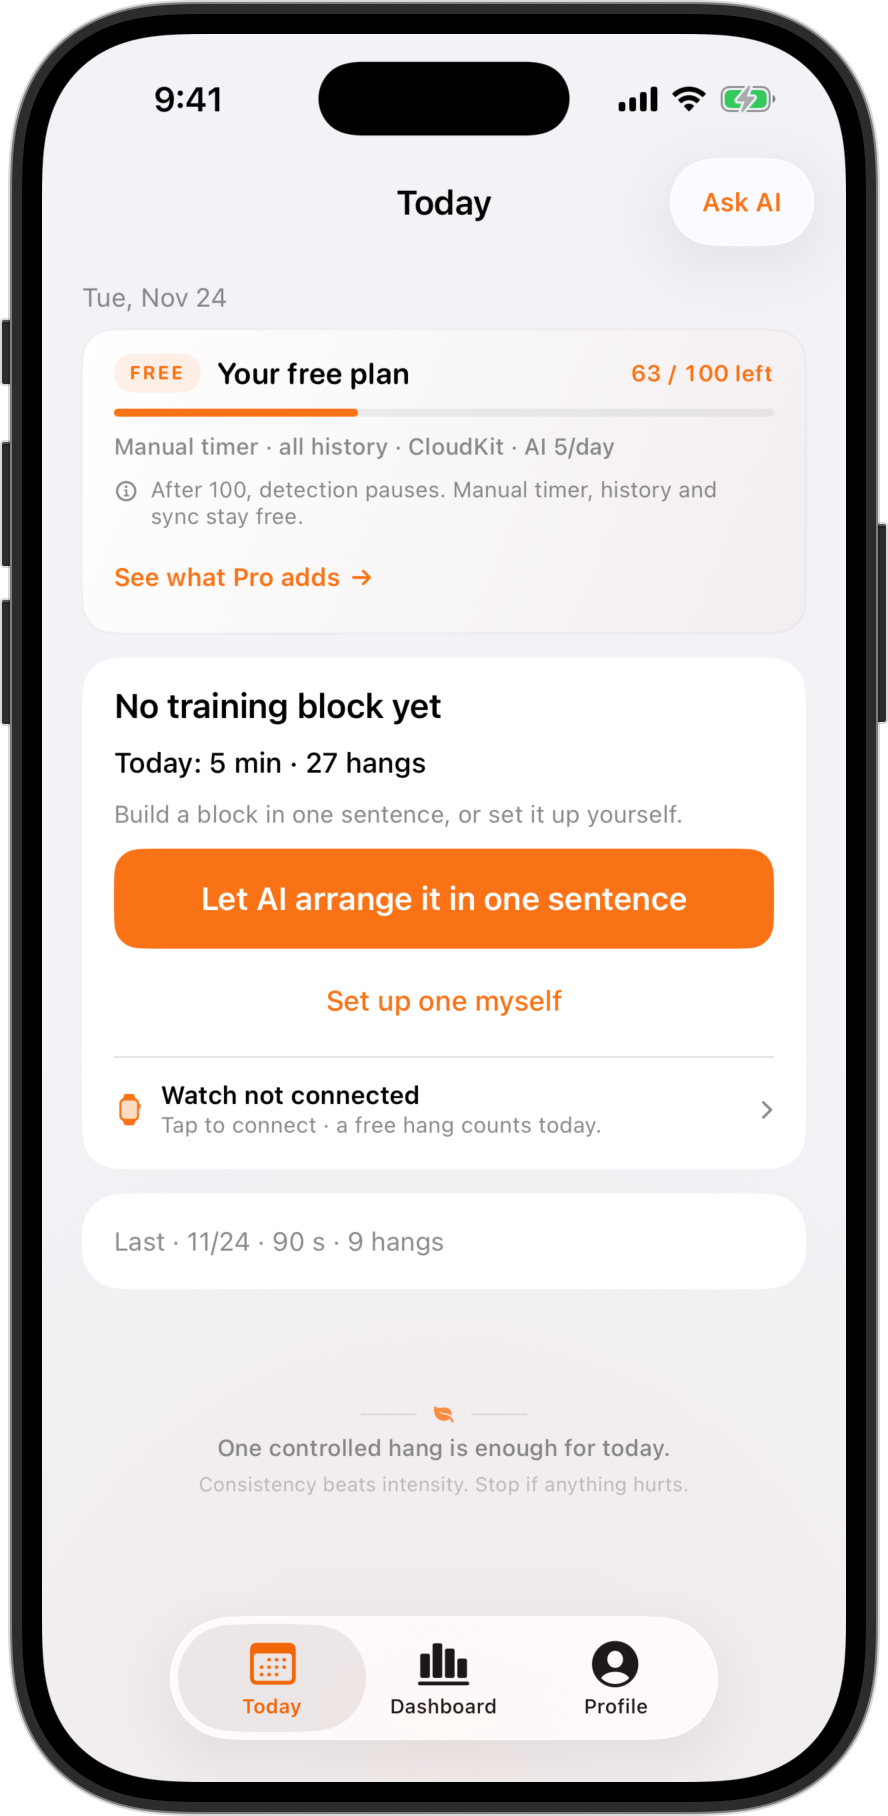 9:41
Today
Ask AI
Tue, Nov 24
FREE Your free plan 63 / 100 left
Manual timer · all history · CloudKit · AI 5/day
After 100, detection pauses. Manual timer, history and
sync stay free.
See what Pro adds →
No training block yet
Today: 5 min · 27 hangs
Build a block in one sentence, or set it up yourself.
Let AI arrange it in one sentence
Set up one myself
Watch not connected
Tap to connect · a free hang counts today.
Last · 11/24 · 90 s · 9 hangs
One controlled hang is enough for today.
Consistency beats intensity. Stop if anything hurts.
Today Dashboard Profile